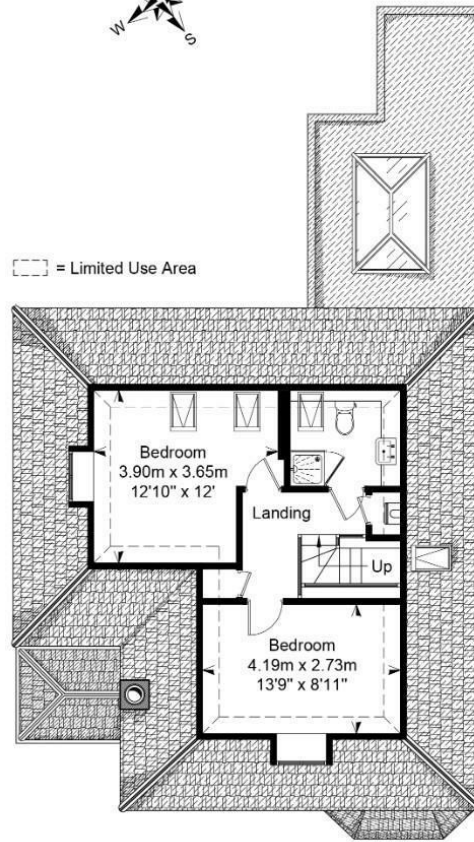 W
S
= Limited Use Area
Bedroom
3.90m x 3.65m
12'10" x 12'
Landing
Up
Bedroom
4.19m x 2.73m
13'9" x 8'11"